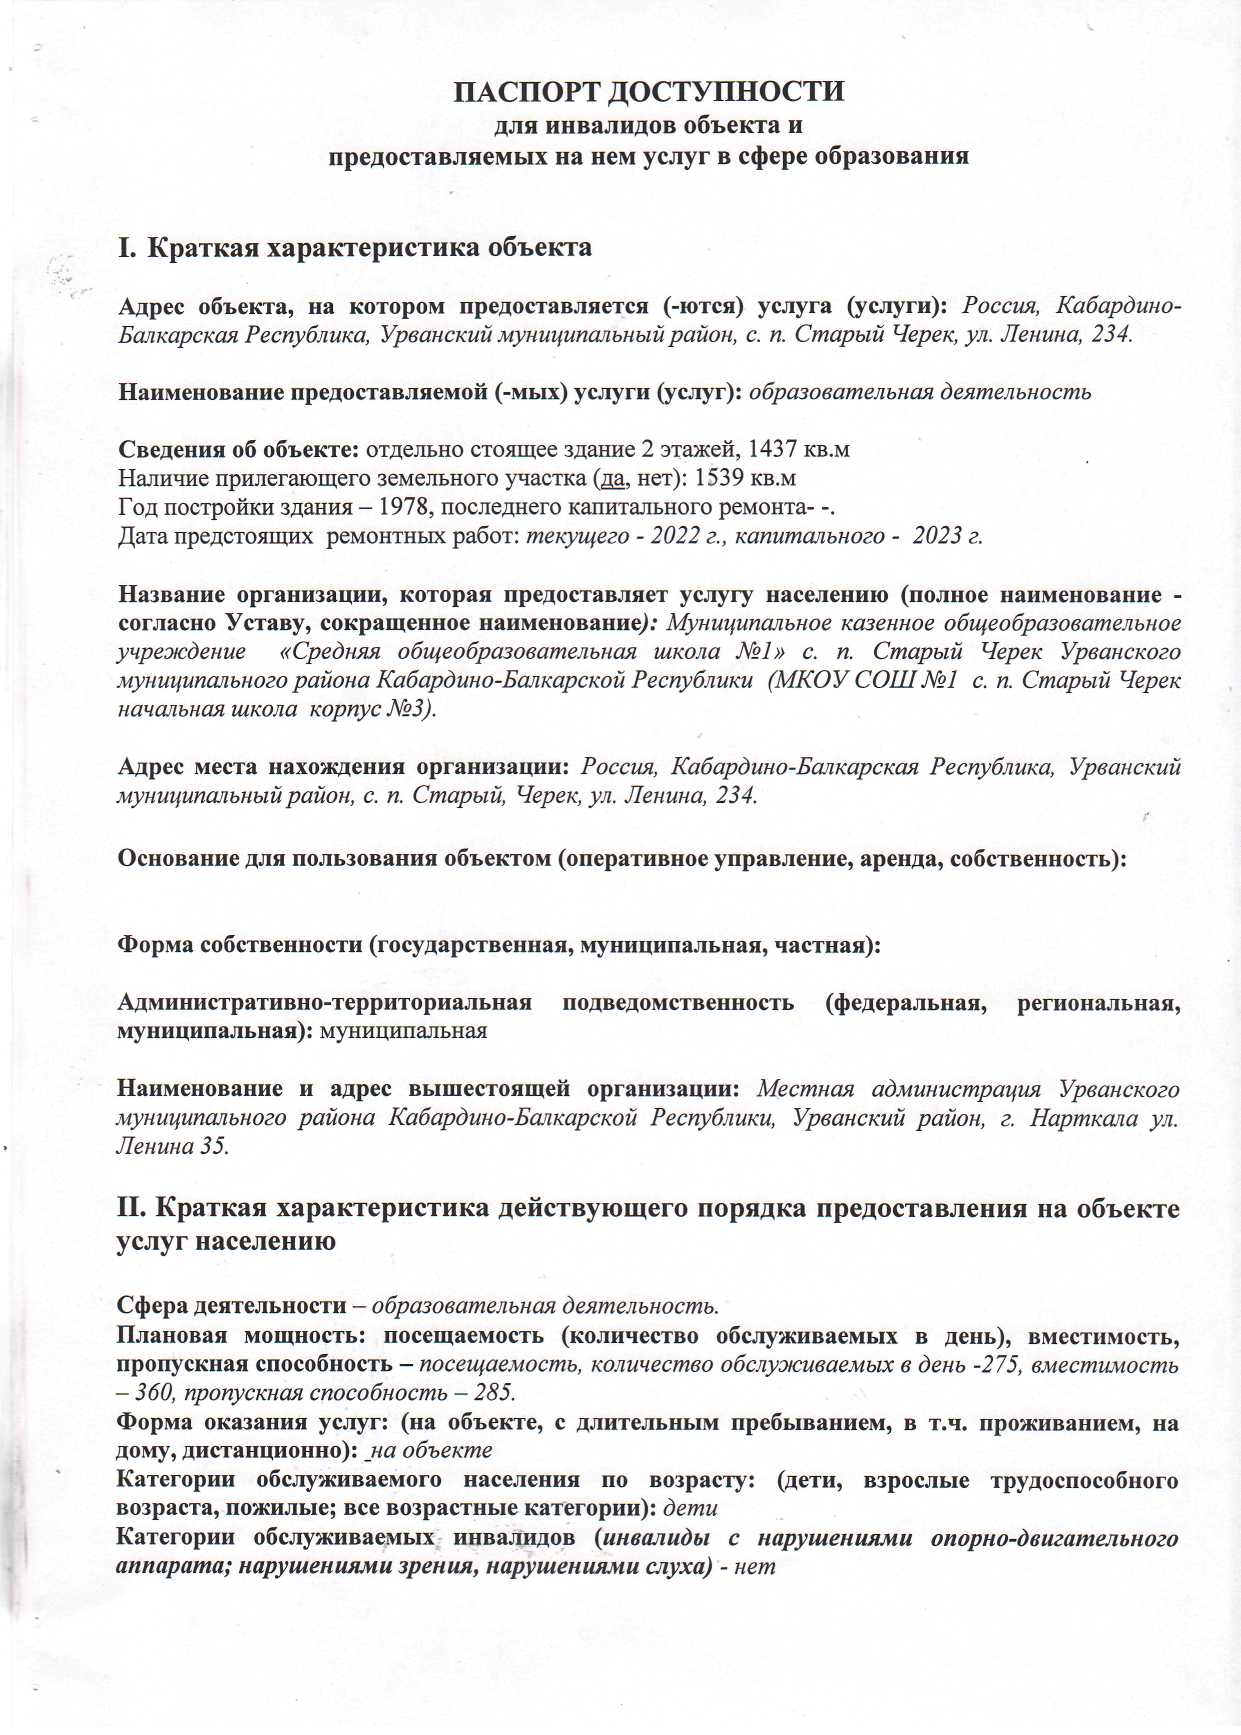 ПАСПОРТ ДОСТУПНОСТИ
для инвалидов объекта и
предоставляемых на нем услуг в сфере образования
I. Краткая характеристика объекта
Адрес объекта, на котором предоставляется (-ются) услуга (услуги): Россия, Кабардино-
Балкарская Республика, Урванский муниципальный район, с. п. Старый Черек, ул. Ленина, 234.
Наименование предоставляемой (-мых) услуги (услуг): образовательная деятельность
Сведения об объекте: отдельно стоящее здание 2 этажей, 1437 кв.м
Наличие прилегающего земельного участка (да, нет): 1539 кв.м
Год постройки здания – 1978, последнего капитального ремонта- -.
Дата предстоящих ремонтных работ: текущего - 2022 г., капитального - 2023 г.
Название организации, которая предоставляет услугу населению (полное наименование -
согласно Уставу, сокращенное наименование): Муниципальное казенное общеобразовательное
учреждение «Средняя общеобразовательная школа №1» с. п. Старый Черек Урванского
муниципального района Кабардино-Балкарской Республики (МКОУ СОШ №1 с. п. Старый Черек
начальная школа корпус №3).
Адрес места нахождения организации: Россия, Кабардино-Балкарская Республика, Урванский
муниципальный район, с. п. Старый, Черек, ул. Ленина, 234.
Основание для пользования объектом (оперативное управление, аренда, собственность):
Форма собственности (государственная, муниципальная, частная):
Административно-территориальная подведомственность (федеральная, региональная,
муниципальная): муниципальная
Наименование и адрес вышестоящей организации: Местная администрация Урванского
муниципального района Кабардино-Балкарской Республики, Урванский район, г. Нарткала ул.
Ленина 35.
II. Краткая характеристика действующего порядка предоставления на объекте
услуг населению
Сфера деятельности – образовательная деятельность.
Плановая мощность: посещаемость (количество обслуживаемых в день), вместимость,
пропускная способность – посещаемость, количество обслуживаемых в день -275, вместимость
– 360, пропускная способность – 285.
Форма оказания услуг: (на объекте, с длительным пребыванием, в т.ч. проживанием, на
дому, дистанционно): на объекте
Категории обслуживаемого населения по возрасту: (дети, взрослые трудоспособного
возраста, пожилые; все возрастные категории): дети
Категории обслуживаемых инвалидов (инвалиды с нарушениями опорно-двигательного
аппарата; нарушениями зрения, нарушениями слуха) - нет